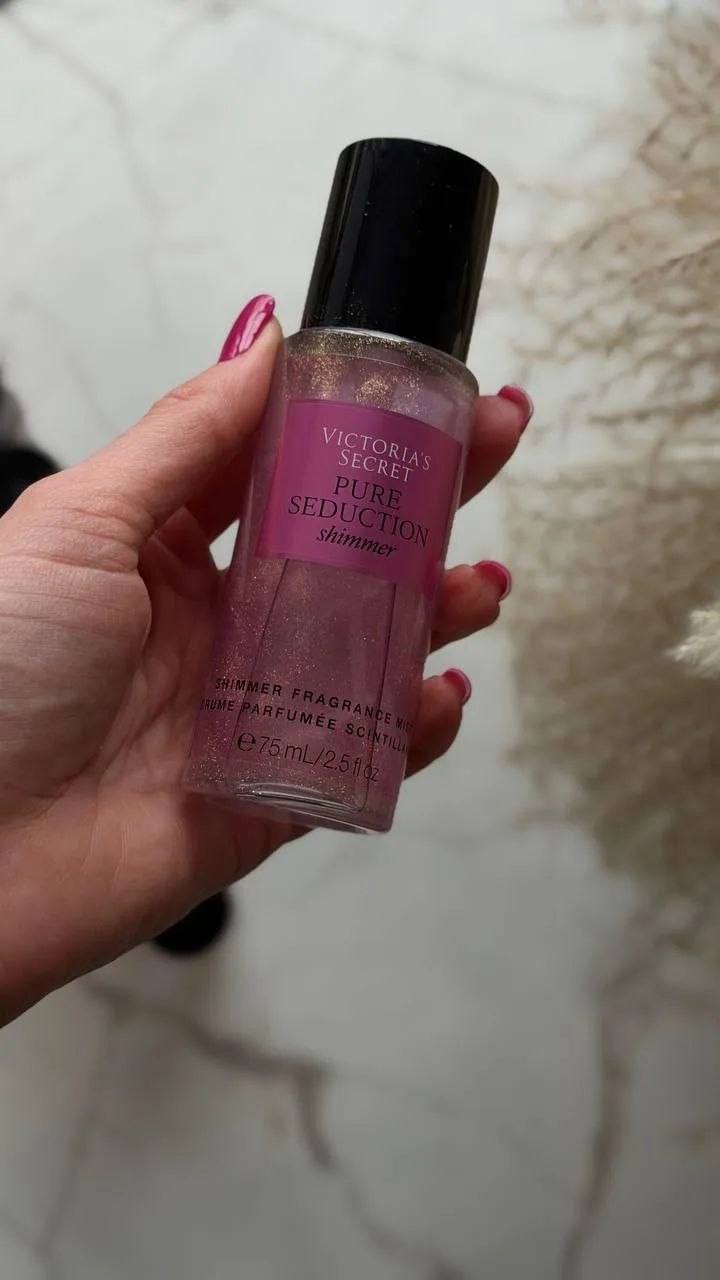 VICTORIA'S
SECRET
PURE
SEDUCTION
shimmer
SHIMMER FRAGRANCE
PARFUMÉE
℮75 mL/2.5 fl oz